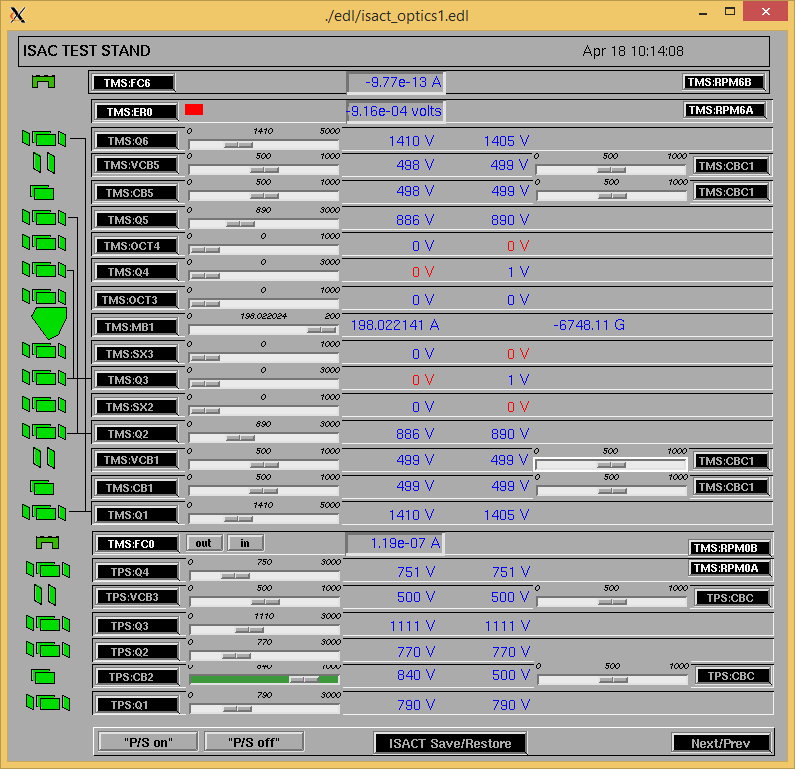 ./edl/isact_optics1.edl
ISAC TEST STAND Apr 18 10:14:08
TMS:FC6 -9.77e-13 A TMS:RPM6B
TMS:ER0 -9.16e-04 volts TMS:RPM6A
TMS:Q6 0 1410 5000 1410 V 1405 V
TMS:VCB5 0 500 1000 498 V 499 V 0 500 1000 TMS:CBC1
TMS:CB5 0 500 1000 498 V 499 V 0 500 1000 TMS:CBC1
TMS:Q5 0 890 3000 886 V 890 V
TMS:OCT4 0 0 1000 0 V 0 V
TMS:Q4 0 0 3000 0 V 1 V
TMS:OCT3 0 0 1000 0 V 0 V
TMS:MB1 0 198.022024 200 198.022141 A -6748.11 G
TMS:SX3 0 0 1000 0 V 0 V
TMS:Q3 0 0 3000 0 V 1 V
TMS:SX2 0 0 1000 0 V 0 V
TMS:Q2 0 890 3000 886 V 890 V
TMS:VCB1 0 500 1000 499 V 499 V 0 500 1000 TMS:CBC1
TMS:CB1 0 500 1000 499 V 499 V 0 500 1000 TMS:CBC1
TMS:Q1 0 1410 5000 1410 V 1405 V
TMS:FC0 out in 1.19e-07 A TMS:RPM0B
TPS:Q4 0 750 3000 751 V 751 V TMS:RPM0A
TPS:VCB3 0 500 1000 500 V 500 V 0 500 1000 TPS:CBC
TPS:Q3 0 1110 3000 1111 V 1111 V
TPS:Q2 0 770 3000 770 V 770 V
TPS:CB2 0 840 1000 840 V 500 V 0 500 1000 TPS:CBC
TPS:Q1 0 790 3000 790 V 790 V
"P/S on" "P/S off" ISACT Save/Restore Next/Prev